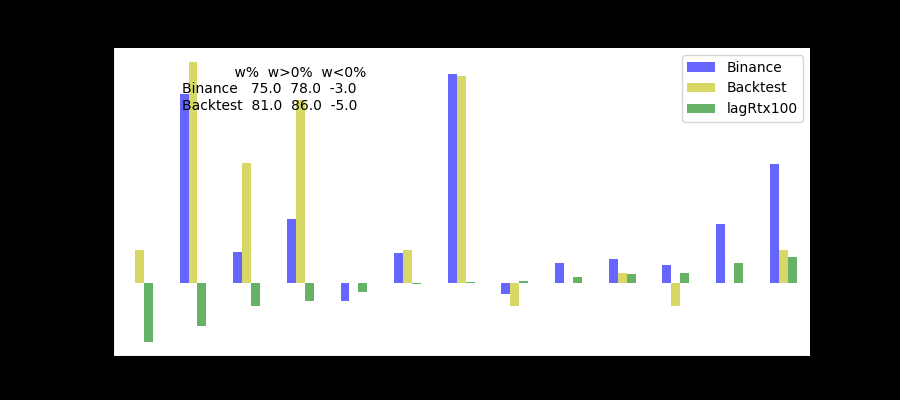 w%  w>0%  w<0%
Binance   75.0  78.0  -3.0
Backtest  81.0  86.0  -5.0
Binance
Backtest
lagRtx100